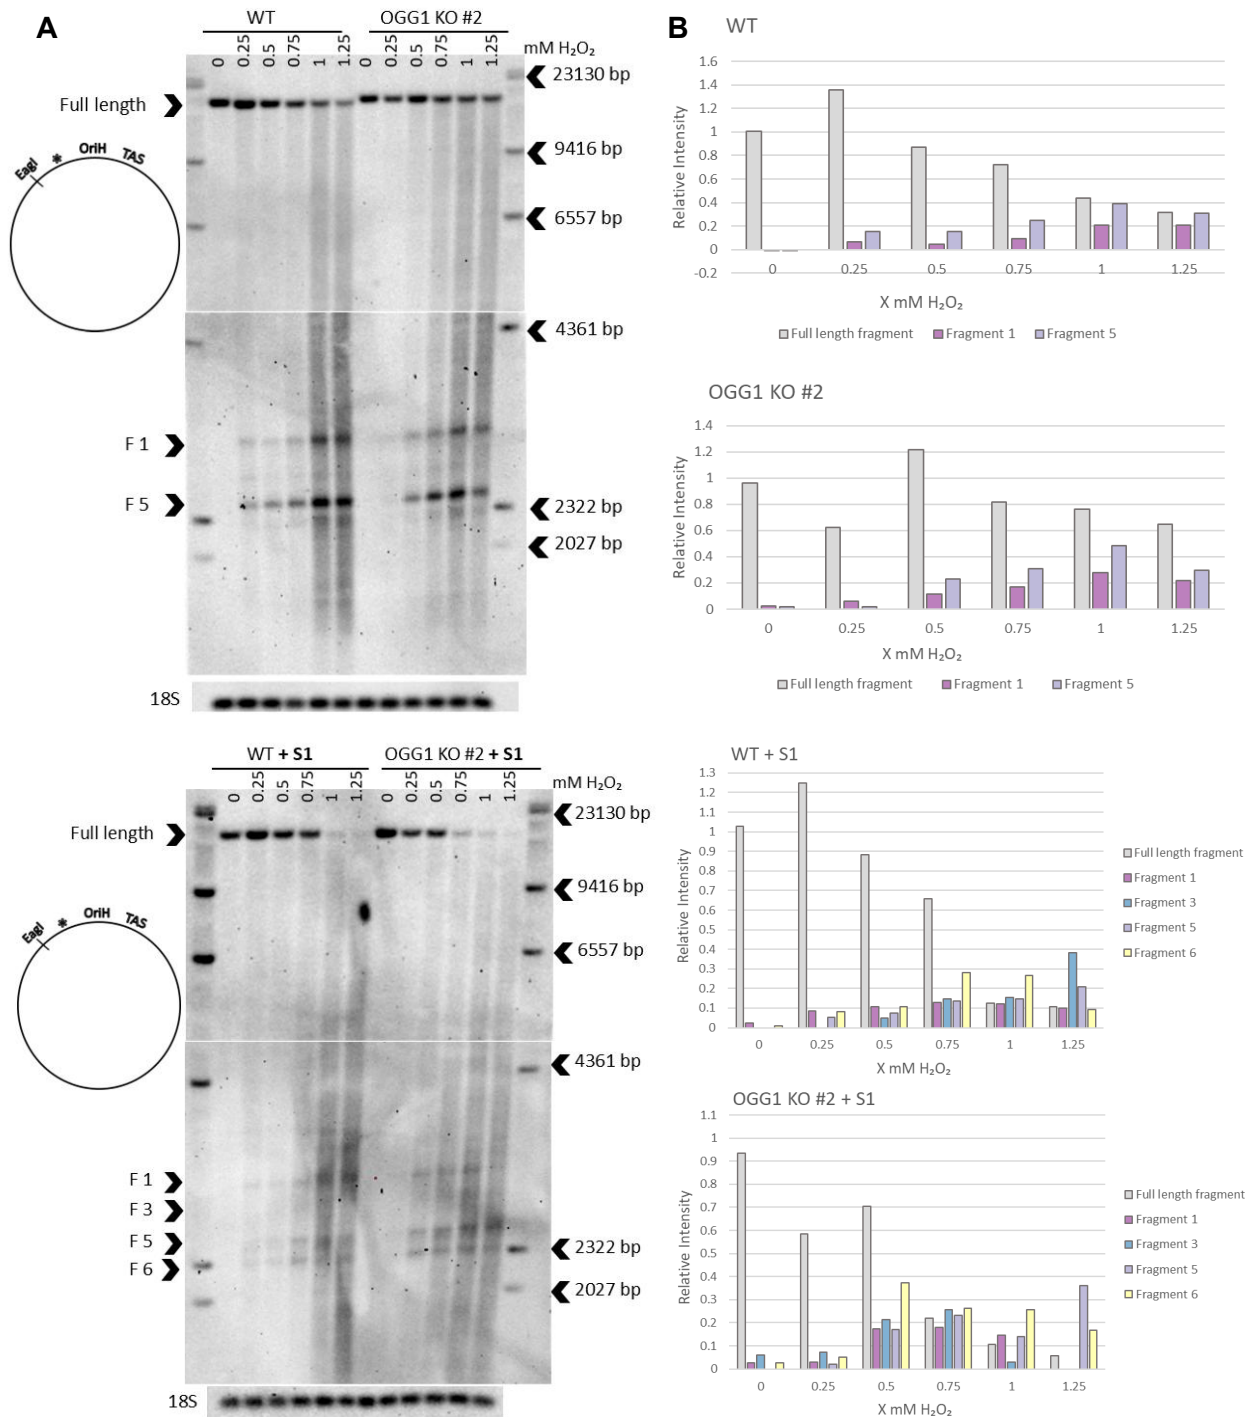 A
WT
OGG1 KO #2
0
0.25
0.5
0.75
1
1.25
0
0.25
0.5
0.75
1
1.25
mM H₂O₂
Full length
23130 bp
9416 bp
6557 bp
EagI
*
OriH
TAS
4361 bp
F 1
F 5
2322 bp
2027 bp
18S
WT + S1
OGG1 KO #2 + S1
0
0.25
0.5
0.75
1
1.25
0
0.25
0.5
0.75
1
1.25
mM H₂O₂
Full length
23130 bp
9416 bp
6557 bp
EagI
*
OriH
TAS
4361 bp
F 1
F 3
F 5
F 6
2322 bp
2027 bp
18S
B
WT
Relative Intensity
1.6
1.4
1.2
1
0.8
0.6
0.4
0.2
0
-0.2
0 0.25 0.5 0.75 1 1.25
X mM H₂O₂
Full length fragment Fragment 1 Fragment 5
OGG1 KO #2
Relative Intensity
1.4
1.2
1
0.8
0.6
0.4
0.2
0
0 0.25 0.5 0.75 1 1.25
X mM H₂O₂
Full length fragment Fragment 1 Fragment 5
WT + S1
Relative Intensity
1.3
1.2
1.1
1
0.9
0.8
0.7
0.6
0.5
0.4
0.3
0.2
0.1
0
0 0.25 0.5 0.75 1 1.25
X mM H₂O₂
Full length fragment
Fragment 1
Fragment 3
Fragment 5
Fragment 6
OGG1 KO #2 + S1
Relative Intensity
1.1
1
0.9
0.8
0.7
0.6
0.5
0.4
0.3
0.2
0.1
0
0 0.25 0.5 0.75 1 1.25
X mM H₂O₂
Full length fragment
Fragment 1
Fragment 3
Fragment 5
Fragment 6